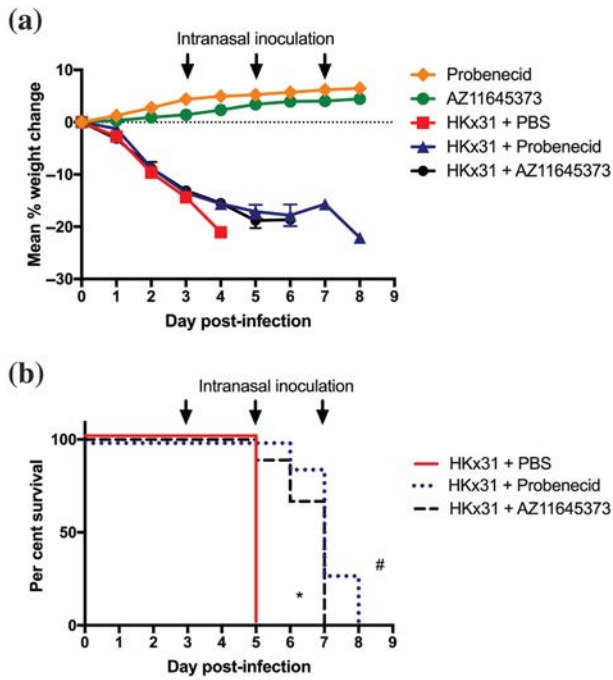 (a)
Intranasal inoculation
Mean % weight change
10
0
–10
–20
–30
0 1 2 3 4 5 6 7 8 9
Day post-infection
Probenecid
AZ11645373
HKx31 + PBS
HKx31 + Probenecid
HKx31 + AZ11645373
(b)
Intranasal inoculation
Per cent survival
100
50
0
0 1 2 3 4 5 6 7 8 9
Day post-infection
*
#
HKx31 + PBS
HKx31 + Probenecid
HKx31 + AZ11645373